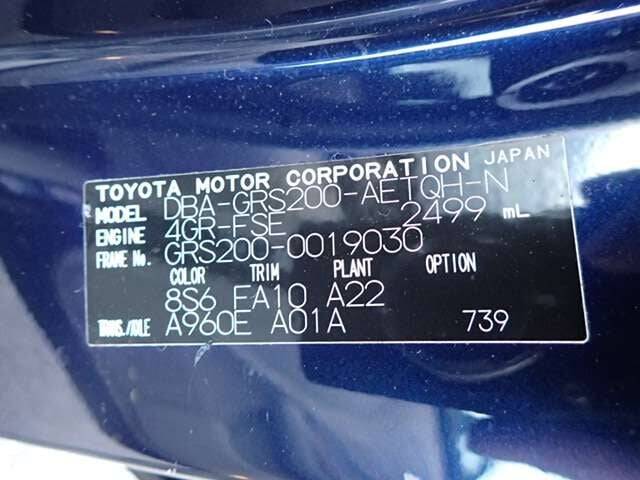 TOYOTA MOTOR CORPORATION JAPAN
MODEL DBA-GRS200-AETQH-N
ENGINE 4GR-FSE 2499 mL
FRAME No. GRS200-0019030
COLOR TRIM PLANT OPTION
8S6 FA10 A22
TRANS./AXLE A960E A01A 739